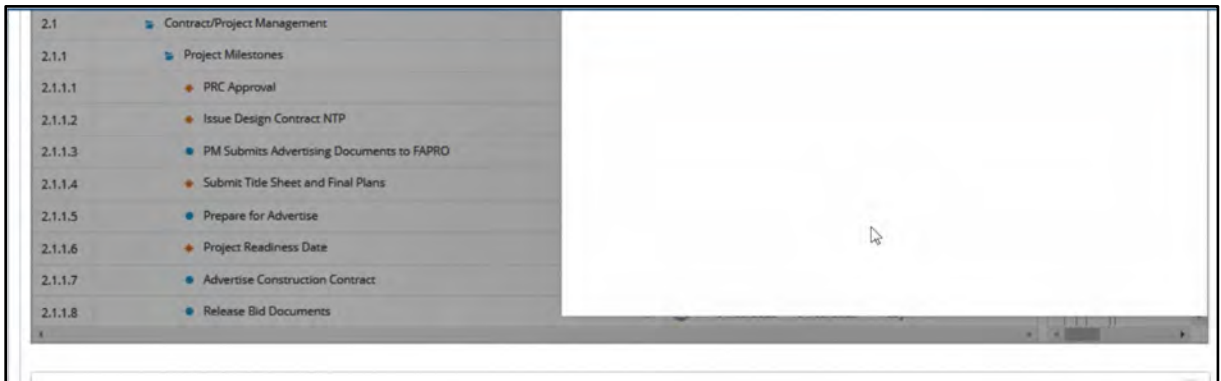 2.1 Contract/Project Management
2.1.1 Project Milestones
2.1.1.1 PRC Approval
2.1.1.2 Issue Design Contract NTP
2.1.1.3 PM Submits Advertising Documents to FAPRO
2.1.1.4 Submit Title Sheet and Final Plans
2.1.1.5 Prepare for Advertise
2.1.1.6 Project Readiness Date
2.1.1.7 Advertise Construction Contract
2.1.1.8 Release Bid Documents